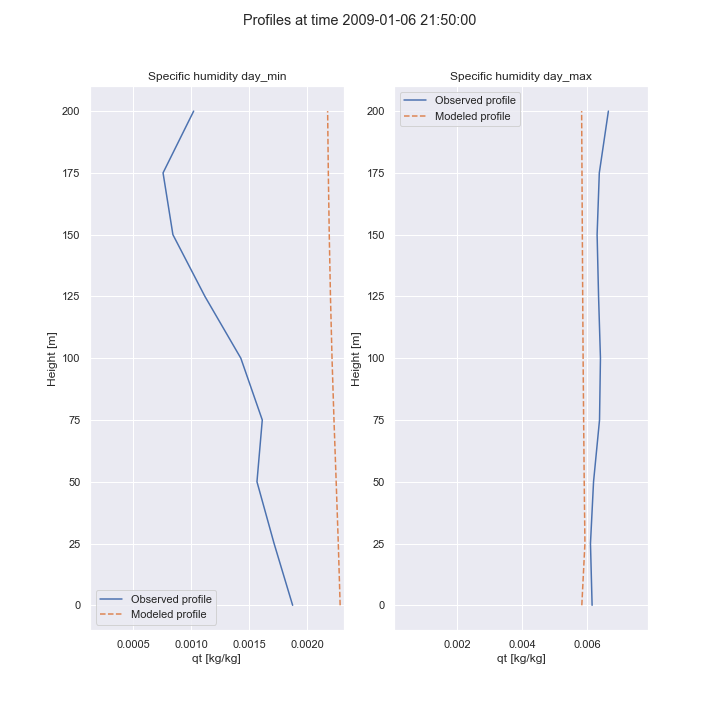 Profiles at time 2009-01-06 21:50:00
Specific humidity day_min
200
175
150
125
100
75
50
25
0
Height [m]
Observed profile
Modeled profile
0.0005 0.0010 0.0015 0.0020
qt [kg/kg]
Specific humidity day_max
Observed profile
Modeled profile
200
175
150
125
100
75
50
25
0
Height [m]
0.002 0.004 0.006
qt [kg/kg]